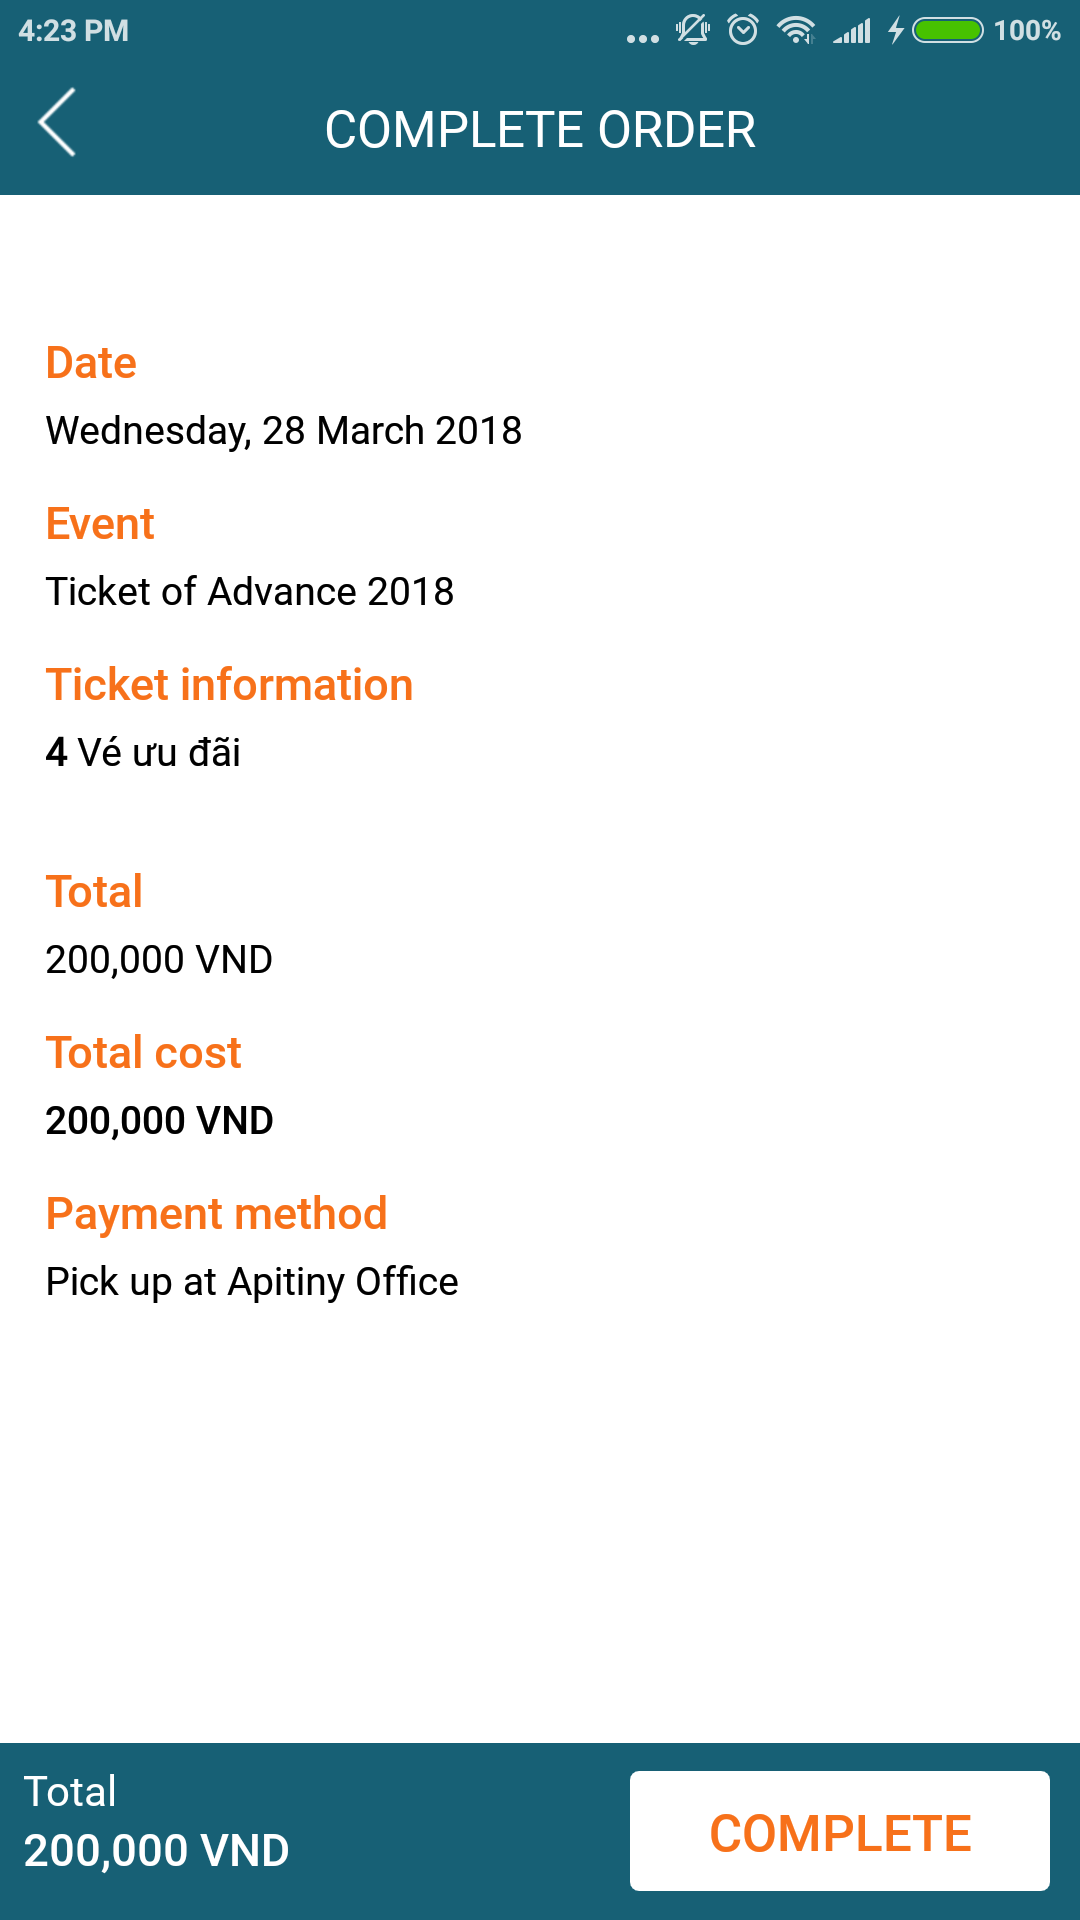 4:23 PM 100%
COMPLETE ORDER
Date
Wednesday, 28 March 2018
Event
Ticket of Advance 2018
Ticket information
4 Vé ưu đãi
Total
200,000 VND
Total cost
200,000 VND
Payment method
Pick up at Apitiny Office
Total
200,000 VND
COMPLETE